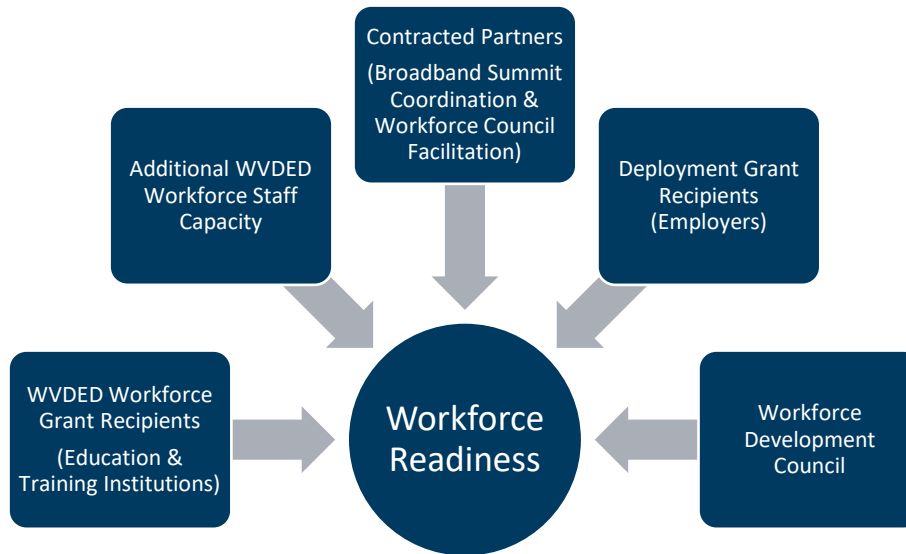 Contracted Partners
(Broadband Summit
Coordination &
Workforce Council
Facilitation)
Additional WVDED
Workforce Staff
Capacity
Deployment Grant
Recipients
(Employers)
WVDED Workforce
Grant Recipients
(Education &
Training Institutions)
Workforce
Readiness
Workforce
Development
Council